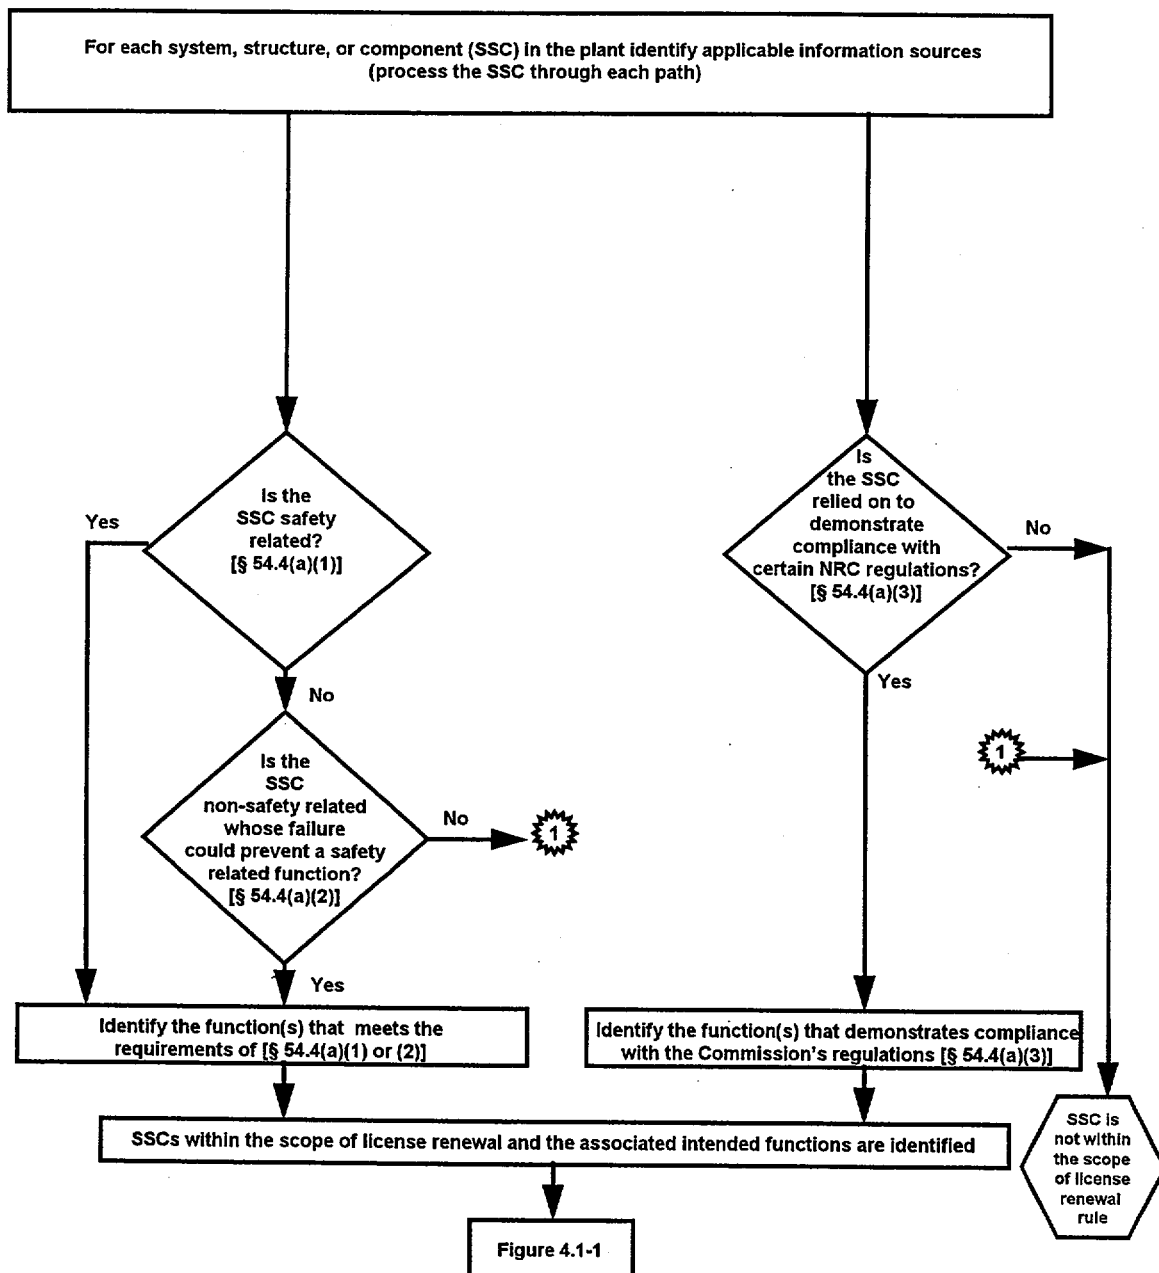 For each system, structure, or component (SSC) in the plant identify applicable information sources
(process the SSC through each path)
Is the
SSC safety
related?
[§ 54.4(a)(1)]
Yes
No
Is
the SSC
relied on to
demonstrate
compliance with
certain NRC regulations?
[§ 54.4(a)(3)]
No
Yes
1
Is the
SSC
non-safety related
whose failure
could prevent a safety
related function?
[§ 54.4(a)(2)]
No
1
Yes
Identify the function(s) that meets the
requirements of [§ 54.4(a)(1) or (2)]
Identify the function(s) that demonstrates compliance
with the Commission's regulations [§ 54.4(a)(3)]
SSCs within the scope of license renewal and the associated intended functions are identified
SSC is
not within
the scope
of license
renewal
rule
Figure 4.1-1